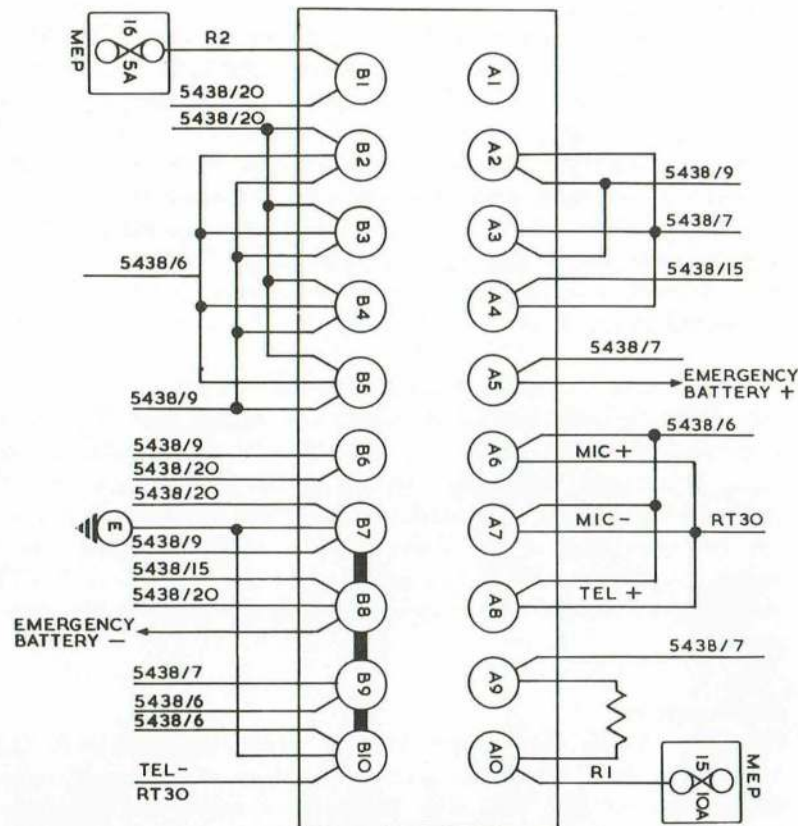 MEP
16
5A
R2
B1
A1
5438/20
5438/20
B2
A2
5438/9
B3
A3
5438/7
5438/6
5438/15
B4
A4
5438/7
B5
A5
EMERGENCY
BATTERY +
5438/9
5438/6
5438/9
B6
A6
MIC +
5438/20
5438/20
E
B7
A7
MIC -
RT30
5438/9
5438/15
B8
A8
TEL +
5438/20
EMERGENCY
BATTERY -
5438/7
5438/7
B9
A9
5438/6
5438/6
B10
A10
R1
15
10A
MEP
TEL-
RT30